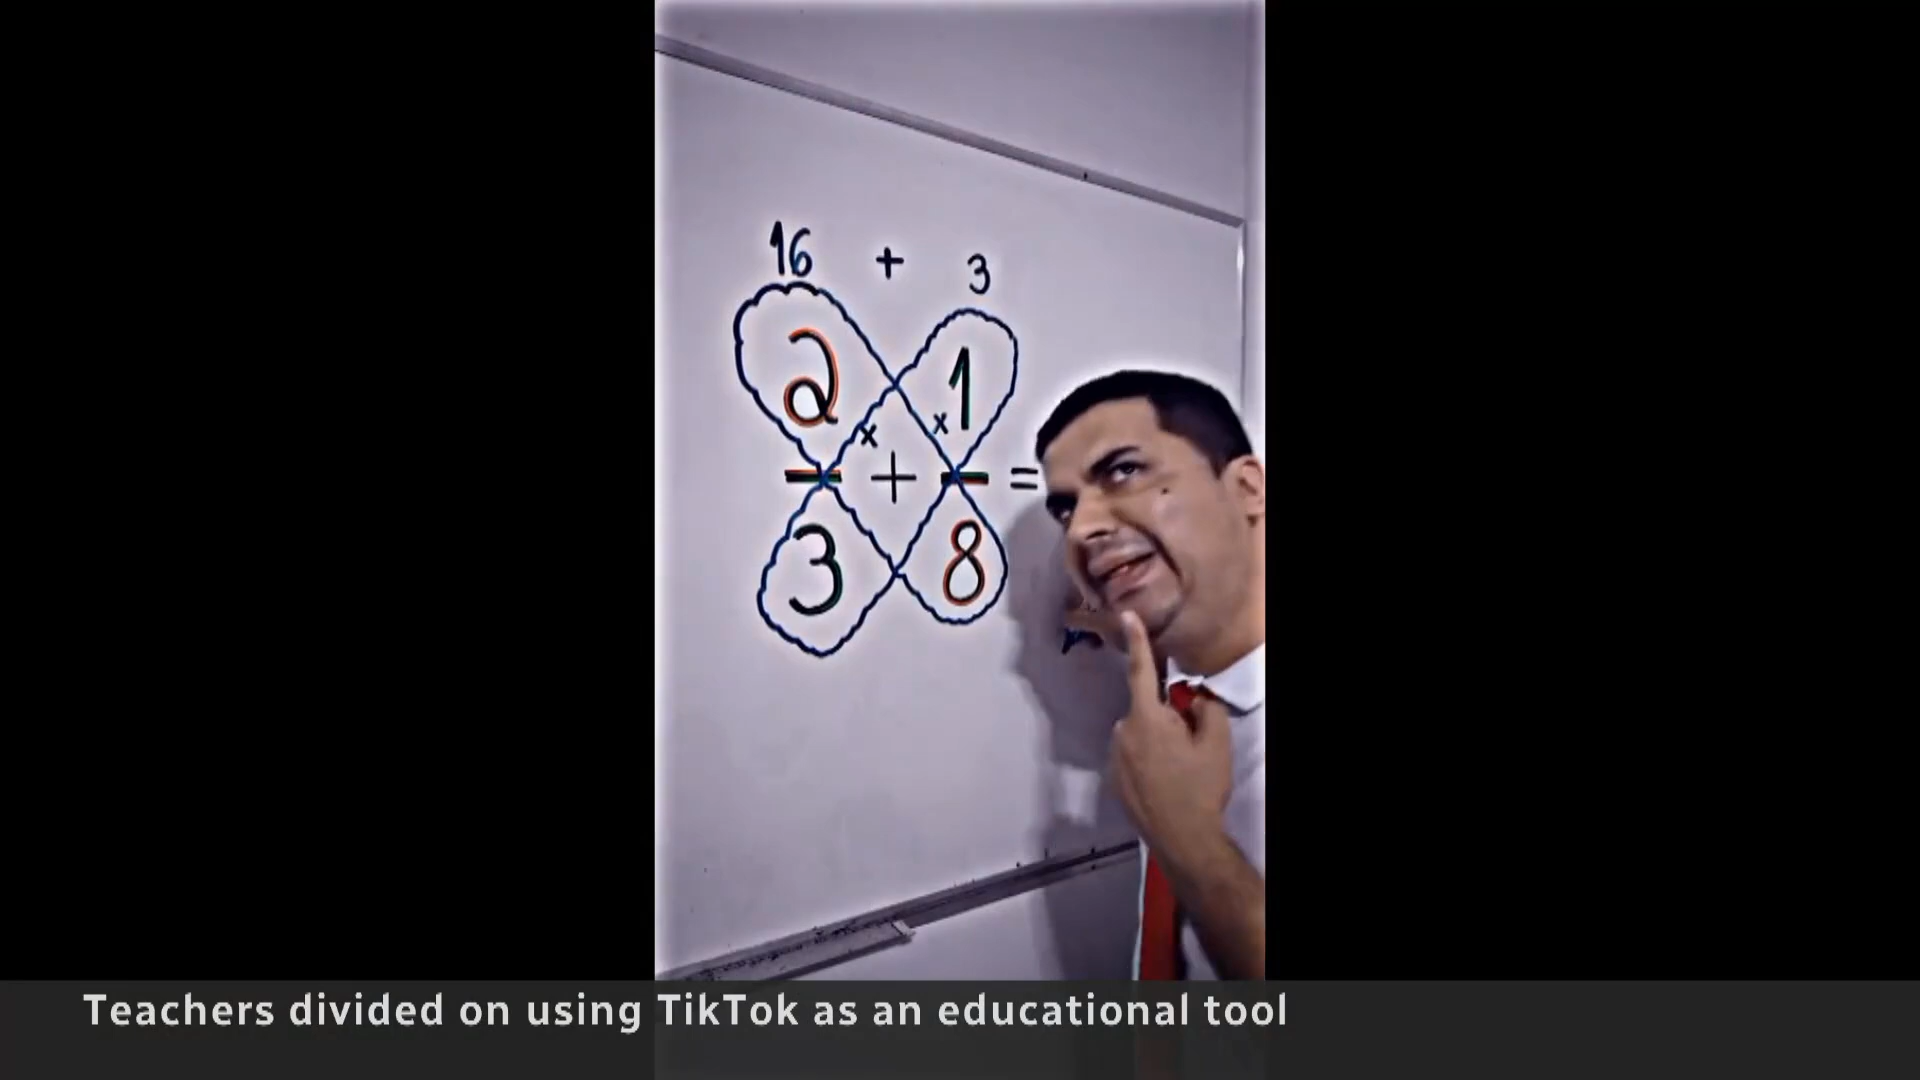 16 + 3
2 x x 1
+ =
3 8
Teachers divided on using TikTok as an educational tool